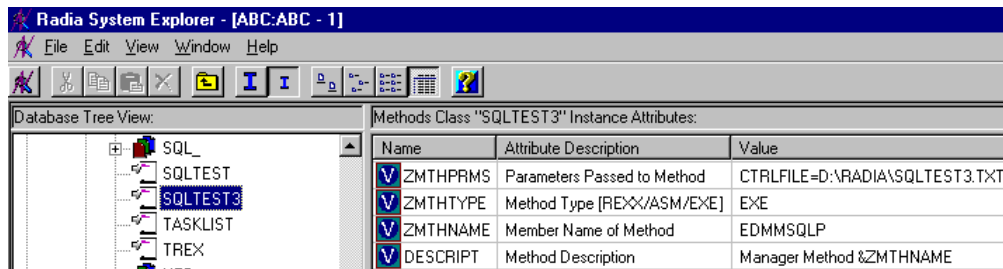 Radia System Explorer - [ABC:ABC - 1]
File Edit View Window Help
Database Tree View:
Methods Class "SQLTEST3" Instance Attributes:
SQL_
SQLTEST
SQLTEST3
TASKLIST
TREX
Name Attribute Description Value
V ZMTHPRMS Parameters Passed to Method CTRLFILE=D:\RADIA\SQLTEST3.TXT
V ZMTHTYPE Method Type [REXX/ASM/EXE] EXE
V ZMTHNAME Member Name of Method EDMMSQLP
V DESCRIPT Method Description Manager Method &ZMTHNAME